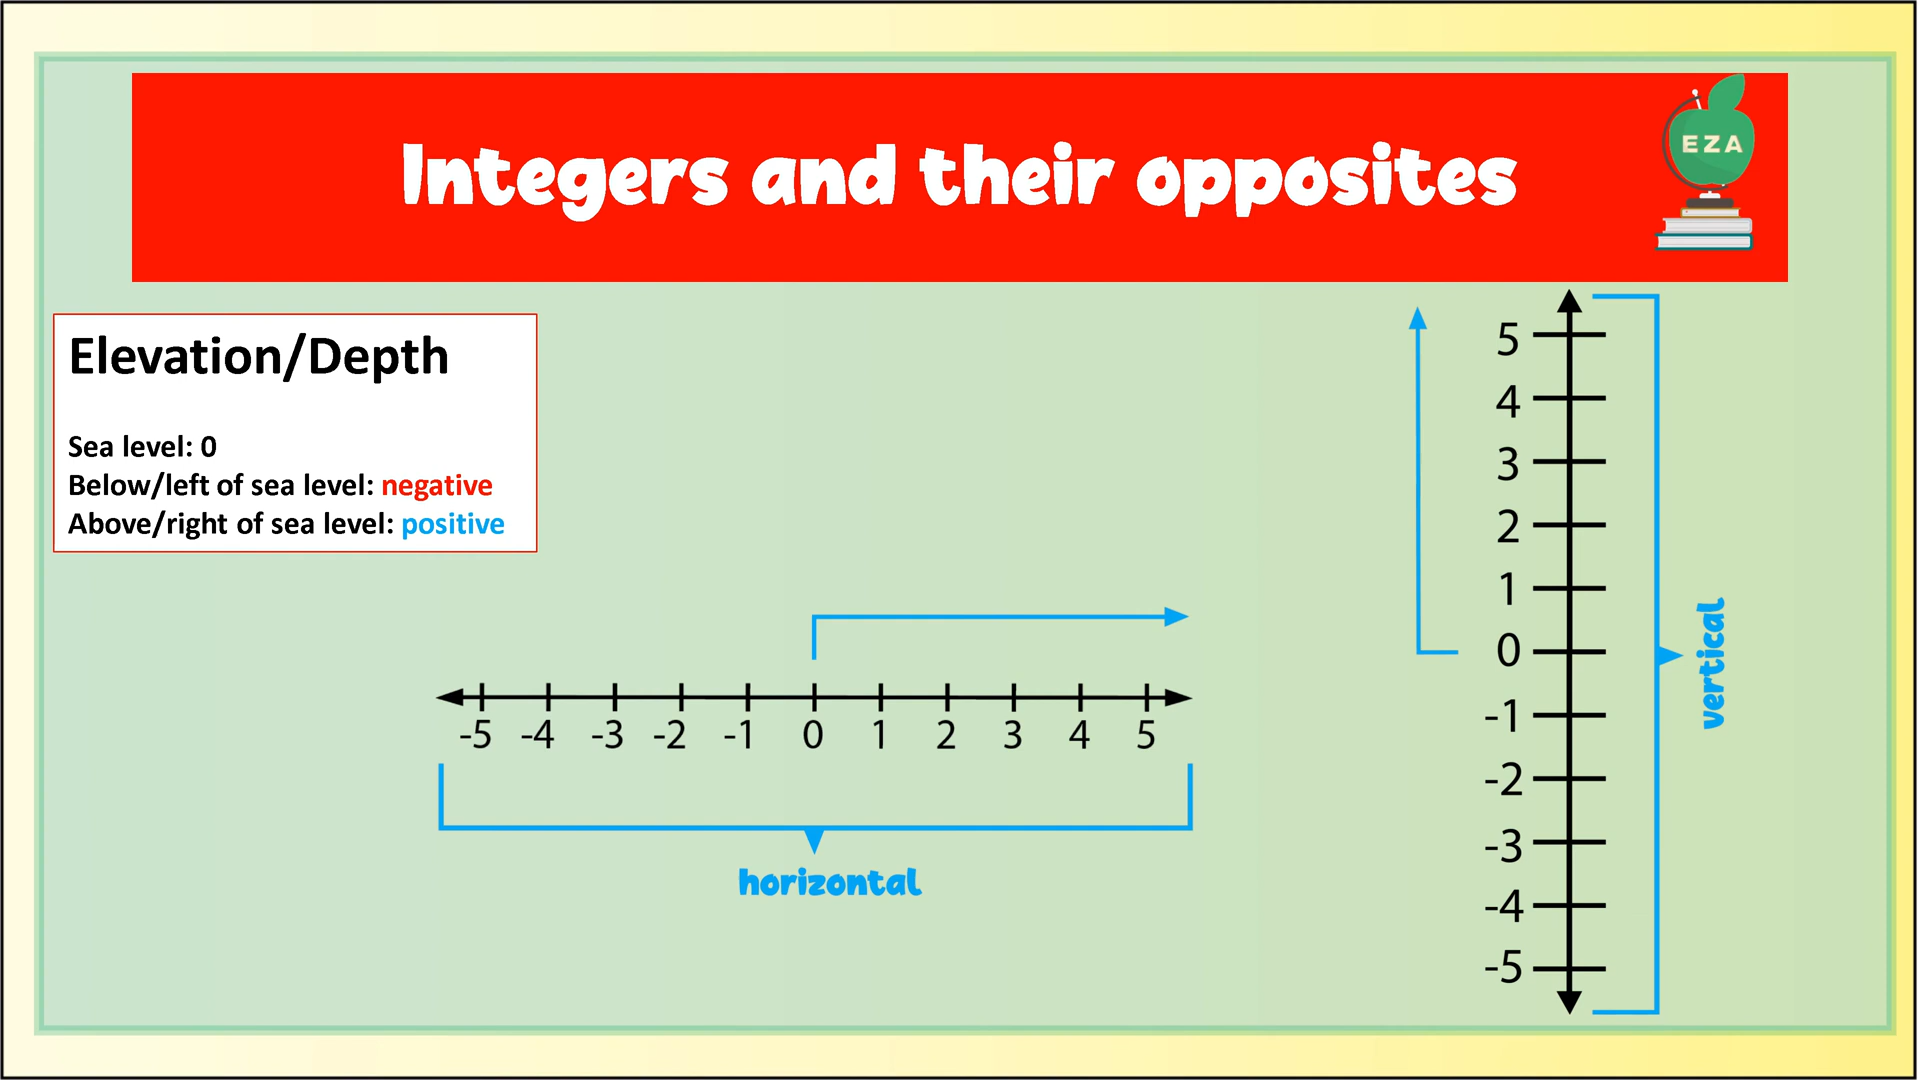 Integers and their opposites
EZA
Elevation/Depth
Sea level: 0
Below/left of sea level: negative
Above/right of sea level: positive
-5 -4 -3 -2 -1 0 1 2 3 4 5
horizontal
5
4
3
2
1
0
-1
-2
-3
-4
-5
vertical